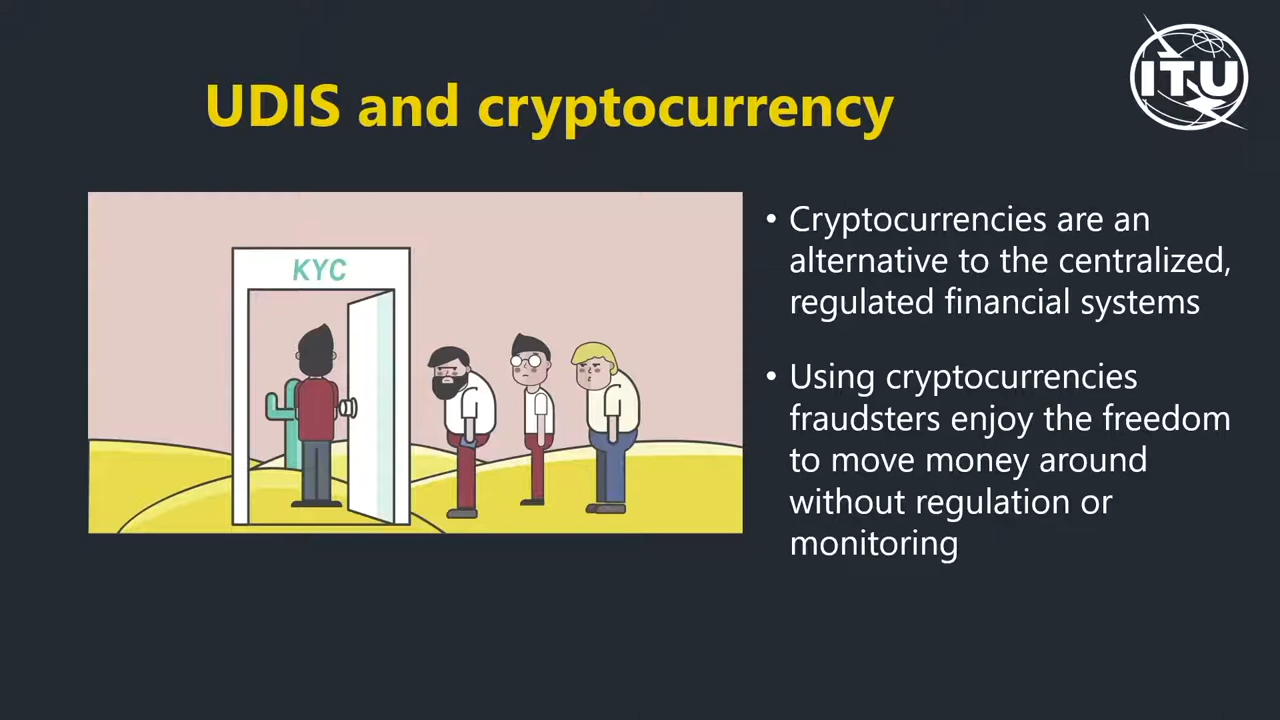 ITU
UDIS and cryptocurrency
KYC
• Cryptocurrencies are an
alternative to the centralized,
regulated financial systems
• Using cryptocurrencies
fraudsters enjoy the freedom
to move money around
without regulation or
monitoring